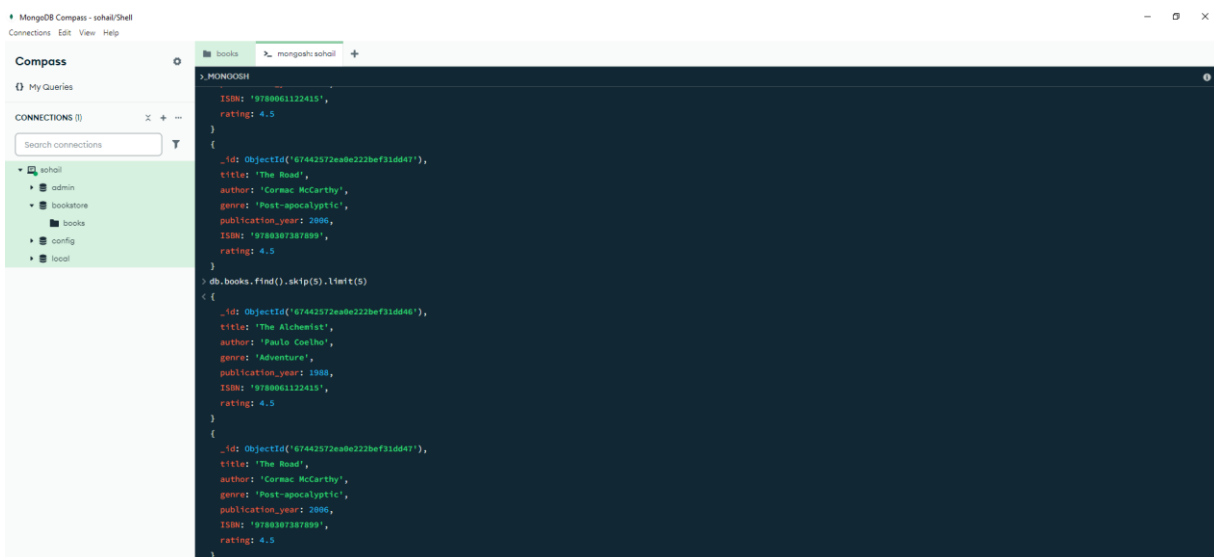 MongoDB Compass - sohail/Shell
Connections Edit View Help
Compass
{} My Queries
CONNECTIONS (1)
Search connections
sohail
admin
bookstore
books
config
local
books
>_ mongosh: sohail
>_MONGOSH
ISBN: '9780061122415',
rating: 4.5
}
{
_id: ObjectId('67442572ea0e222bef31dd47'),
title: 'The Road',
author: 'Cormac McCarthy',
genre: 'Post-apocalyptic',
publication_year: 2006,
ISBN: '9780307387899',
rating: 4.5
}
> db.books.find().skip(5).limit(5)
< {
_id: ObjectId('67442572ea0e222bef31dd46'),
title: 'The Alchemist',
author: 'Paulo Coelho',
genre: 'Adventure',
publication_year: 1988,
ISBN: '9780061122415',
rating: 4.5
}
{
_id: ObjectId('67442572ea0e222bef31dd47'),
title: 'The Road',
author: 'Cormac McCarthy',
genre: 'Post-apocalyptic',
publication_year: 2006,
ISBN: '9780307387899',
rating: 4.5
}